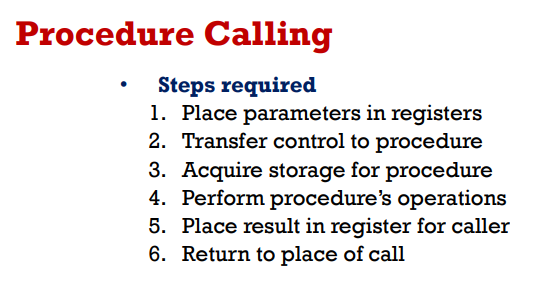 Procedure Calling
• Steps required
1. Place parameters in registers
2. Transfer control to procedure
3. Acquire storage for procedure
4. Perform procedure’s operations
5. Place result in register for caller
6. Return to place of call